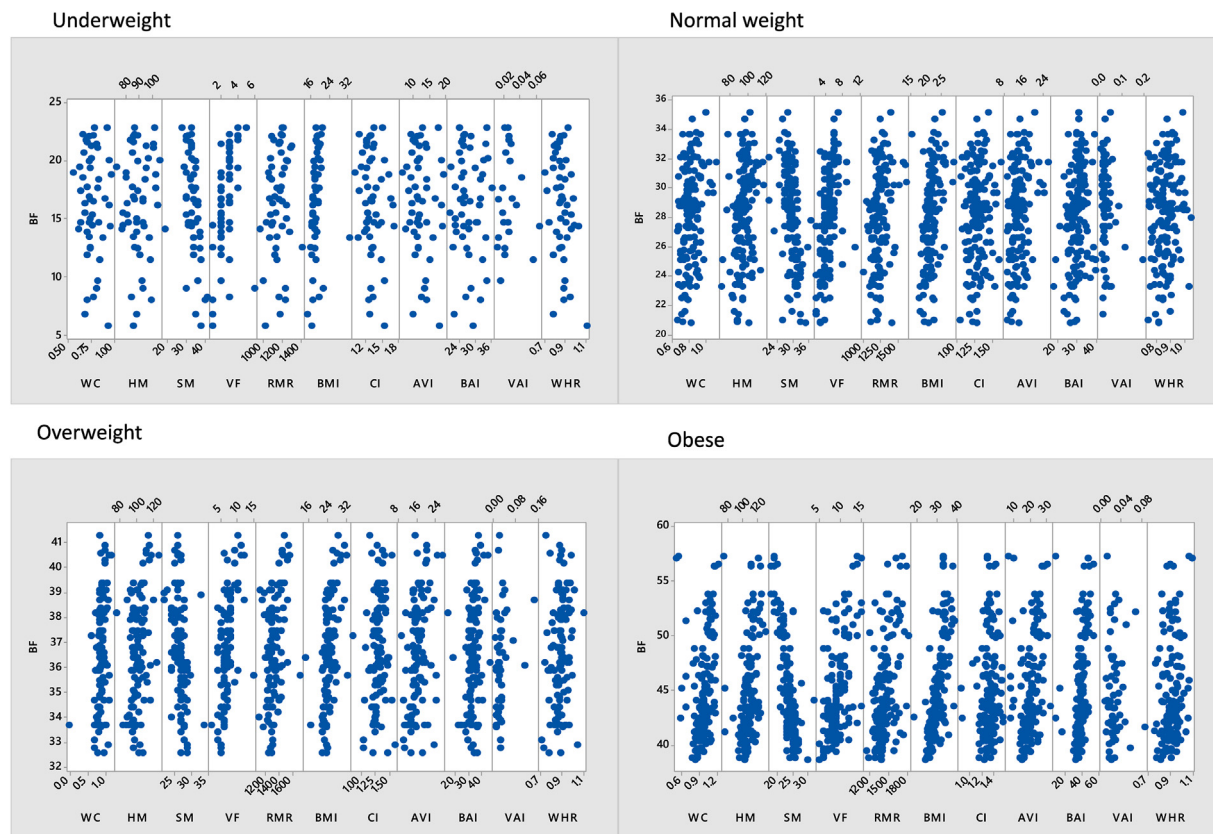 Underweight
80 90 100 2 4 6 16 24 32 10 15 20 0.02 0.04 0.06
25
20
15
10
5
BF
0.50 0.75 1.00 20 30 40 1000 1200 1400 12 15 18 24 30 36 0.7 0.9 1.1
WC HM SM VF RMR BMI CI AVI BAI VAI WHR
Normal weight
80 100 120 4 8 12 15 20 25 8 16 24 0.0 0.1 0.2
36
34
32
30
28
26
24
22
20
BF
0.6 0.8 1.0 24 30 36 1000 1250 1500 1.00 1.25 1.50 20 30 40 0.8 0.9 1.0
WC HM SM VF RMR BMI CI AVI BAI VAI WHR
Overweight
80 100 120 5 10 15 16 24 32 8 16 24 0.00 0.08 0.16
41
40
39
38
37
36
35
34
33
32
BF
0.0 0.5 1.0 25 30 35 1200 1400 1600 1.00 1.25 1.50 20 30 40 0.7 0.9 1.1
WC HM SM VF RMR BMI CI AVI BAI VAI WHR
Obese
80 100 120 5 10 15 20 30 40 10 20 30 0.00 0.04 0.08
60
55
50
45
40
BF
0.6 0.9 1.2 20 25 30 1200 1500 1800 1.0 1.2 1.4 20 40 60 0.7 0.9 1.1
WC HM SM VF RMR BMI CI AVI BAI VAI WHR